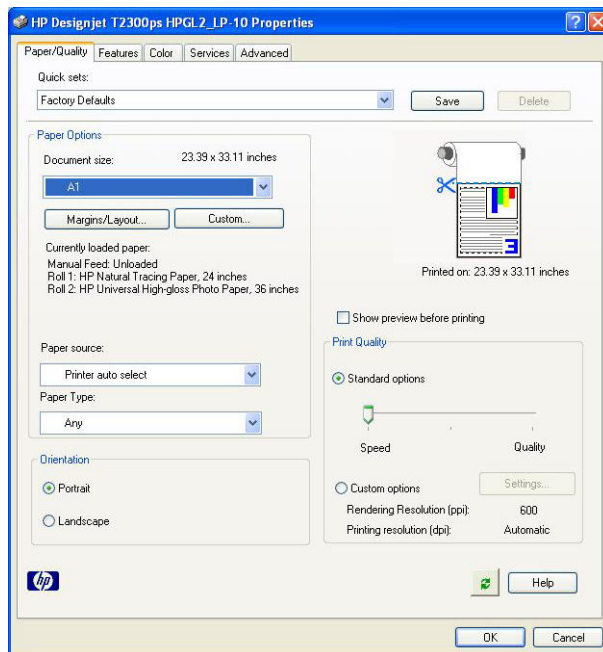 HP Designjet T2300ps HPGL2_LP-10 Properties
Paper/Quality Features Color Services Advanced
Quick sets:
Factory Defaults
Save
Delete
Paper Options
Document size: 23.39 x 33.11 inches
A1
Margins/Layout...
Custom...
Currently loaded paper:
Manual Feed: Unloaded
Roll 1: HP Natural Tracing Paper, 24 inches
Roll 2: HP Universal High-gloss Photo Paper, 36 inches
Paper source:
Printer auto select
Paper Type:
Any
Orientation
Portrait
Landscape
3
Printed on: 23.39 x 33.11 inches
Show preview before printing
Print Quality
Standard options
Speed Quality
Custom options
Settings...
Rendering Resolution (ppi): 600
Printing resolution (dpi): Automatic
hp
Help
OK
Cancel